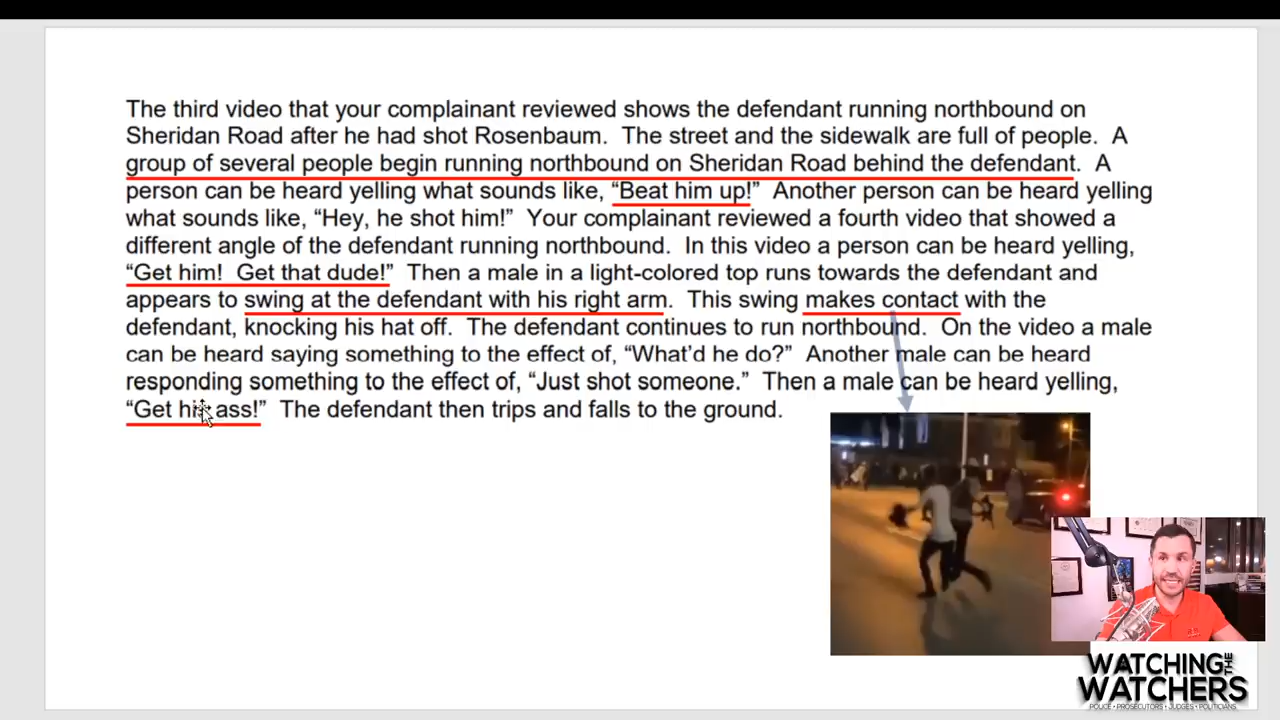 The third video that your complainant reviewed shows the defendant running northbound on
Sheridan Road after he had shot Rosenbaum. The street and the sidewalk are full of people. A
group of several people begin running northbound on Sheridan Road behind the defendant. A
person can be heard yelling what sounds like, “Beat him up!” Another person can be heard yelling
what sounds like, “Hey, he shot him!” Your complainant reviewed a fourth video that showed a
different angle of the defendant running northbound. In this video a person can be heard yelling,
“Get him! Get that dude!” Then a male in a light-colored top runs towards the defendant and
appears to swing at the defendant with his right arm. This swing makes contact with the
defendant, knocking his hat off. The defendant continues to run northbound. On the video a male
can be heard saying something to the effect of, “What’d he do?” Another male can be heard
responding something to the effect of, “Just shot someone.” Then a male can be heard yelling,
“Get his ass!” The defendant then trips and falls to the ground.
WATCHING THE
WATCHERS
POLICE • PROSECUTORS • JUDGES • POLITICIANS